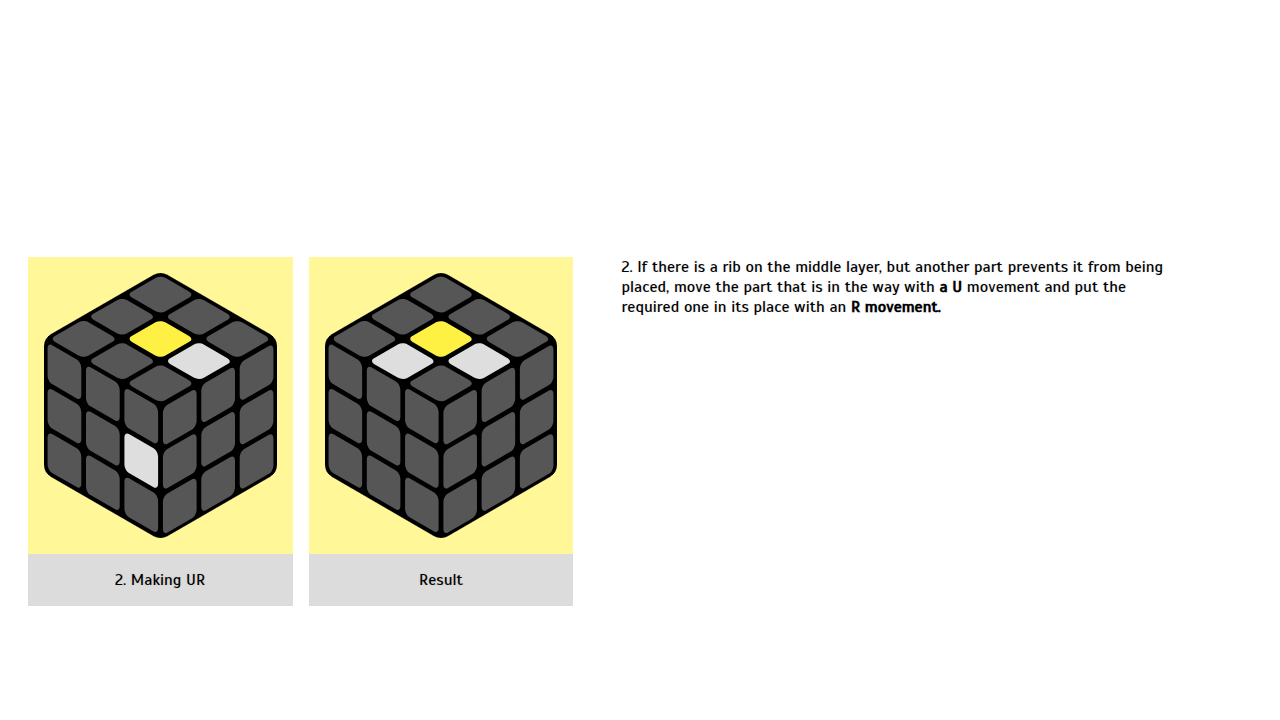 2. If there is a rib on the middle layer, but another part prevents it from being
placed, move the part that is in the way with a U movement and put the
required one in its place with an R movement.
2. Making UR
Result